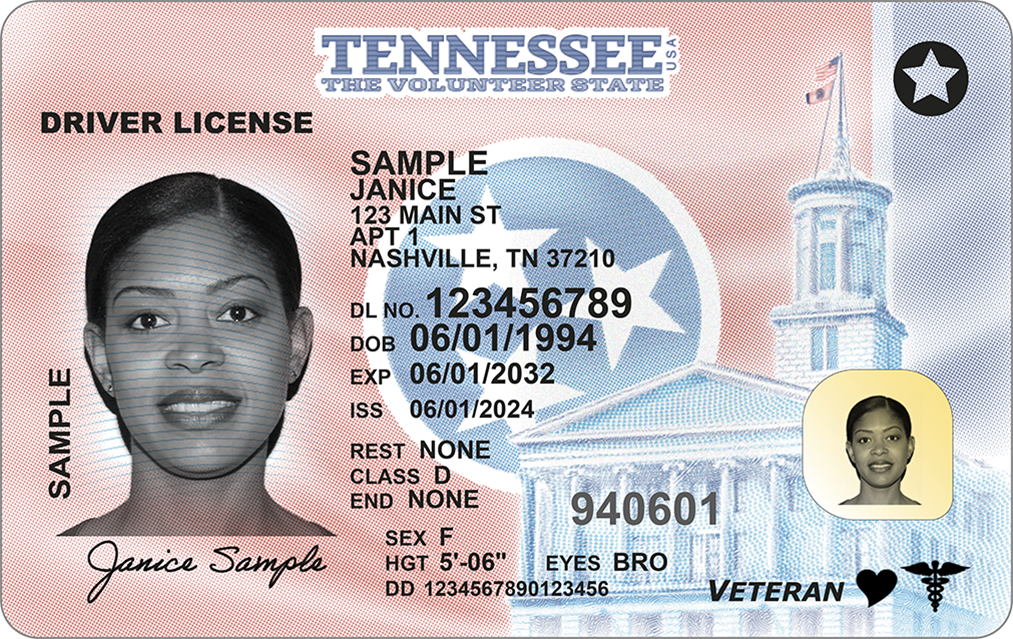 TENNESSEE USA
THE VOLUNTEER STATE
DRIVER LICENSE
SAMPLE
JANICE
123 MAIN ST
APT 1
NASHVILLE, TN 37210
DL NO. 123456789
DOB 06/01/1994
EXP 06/01/2032
ISS 06/01/2024
REST NONE
CLASS D
END NONE
SAMPLE
940601
SEX F
HGT 5'-06" EYES BRO
DD 1234567890123456
Janice Sample
VETERAN